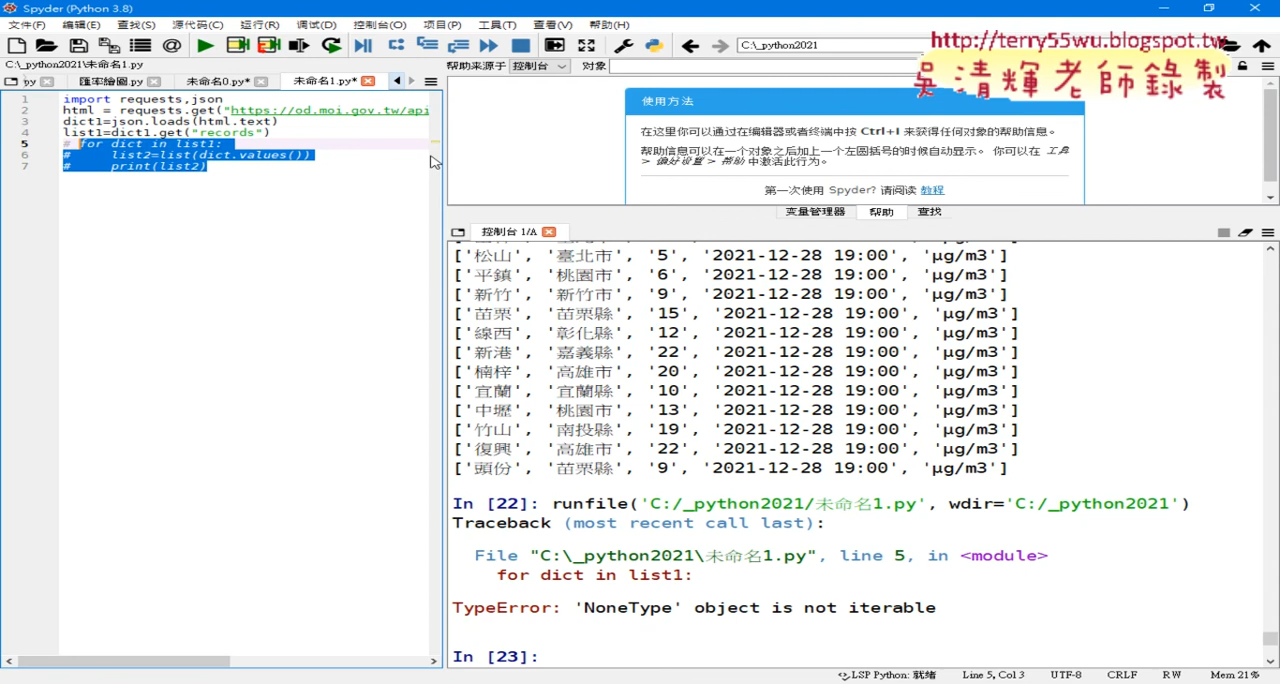 Spyder (Python 3.8)
文件(F) 编辑(E) 查找(S) 源代码(C) 运行(R) 调试(D) 控制台(O) 项目(P) 工具(T) 查看(V) 帮助(H)
C:\_python2021
http://terry55wu.blogspot.tw
吳清輝老師錄製
C:\_python2021\未命名1.py
py 匯率繪圖.py 未命名0.py* 未命名1.py*
帮助来源于 控制台 对象
1 import requests,json
2 html = requests.get("https://od.moi.gov.tw/api
3 dict1=json.loads(html.text)
4 list1=dict1.get("records")
5 # for dict in list1:
6 #     list2=list(dict.values())
7 #     print(list2)
使用方法
在这里你可以通过在编辑器或者终端中按 Ctrl+I 来获得任何对象的帮助信息。
帮助信息可以在一个对象之后加上一个左圆括号的时候自动显示。 你可以在 工具
> 偏好设置 > 帮助 中激活此行为。
第一次使用 Spyder? 请阅读 教程
变量管理器 帮助 查找
控制台 1/A
['松山', '臺北市', '5', '2021-12-28 19:00', 'μg/m3']
['平鎮', '桃園市', '6', '2021-12-28 19:00', 'μg/m3']
['新竹', '新竹市', '9', '2021-12-28 19:00', 'μg/m3']
['苗栗', '苗栗縣', '15', '2021-12-28 19:00', 'μg/m3']
['線西', '彰化縣', '12', '2021-12-28 19:00', 'μg/m3']
['新港', '嘉義縣', '22', '2021-12-28 19:00', 'μg/m3']
['楠梓', '高雄市', '20', '2021-12-28 19:00', 'μg/m3']
['宜蘭', '宜蘭縣', '10', '2021-12-28 19:00', 'μg/m3']
['中壢', '桃園市', '13', '2021-12-28 19:00', 'μg/m3']
['竹山', '南投縣', '19', '2021-12-28 19:00', 'μg/m3']
['復興', '高雄市', '22', '2021-12-28 19:00', 'μg/m3']
['頭份', '苗栗縣', '9', '2021-12-28 19:00', 'μg/m3']
In [22]: runfile('C:/_python2021/未命名1.py', wdir='C:/_python2021')
Traceback (most recent call last):
File "C:\_python2021\未命名1.py", line 5, in <module>
for dict in list1:
TypeError: 'NoneType' object is not iterable
In [23]:
LSP Python: 就绪 Line 5, Col 3 UTF-8 CRLF RW Mem 21%